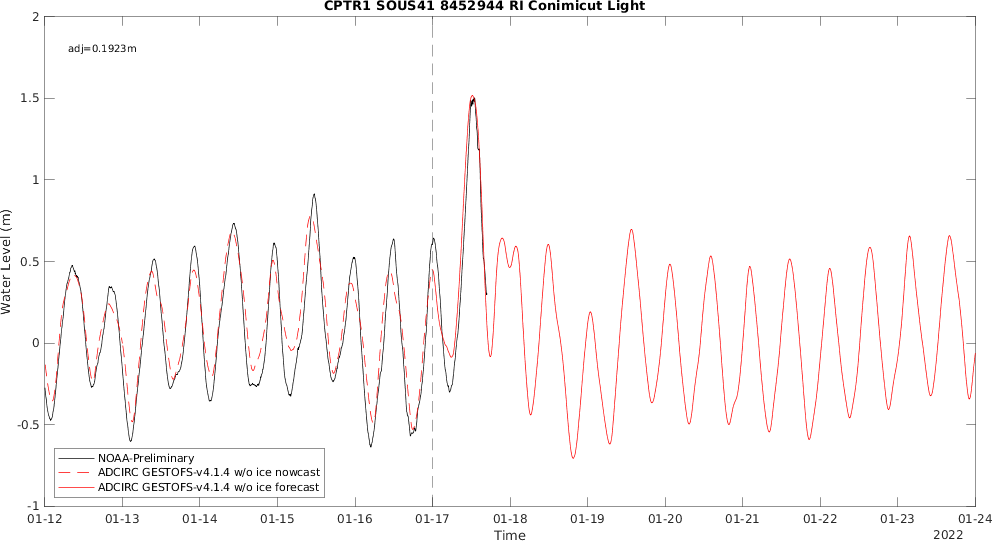 CPTR1 SOUS41 8452944 RI Conimicut Light
2
adj=0.1923m
1.5
1
0.5
0
-0.5
-1
Water Level (m)
NOAA-Preliminary
ADCIRC GESTOFS-v4.1.4 w/o ice nowcast
ADCIRC GESTOFS-v4.1.4 w/o ice forecast
01-12 01-13 01-14 01-15 01-16 01-17 01-18 01-19 01-20 01-21 01-22 01-23 01-24
Time
2022